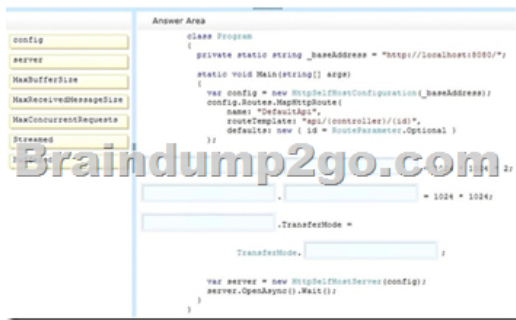 Answer Area
config
server
MaxBufferSize
MaxReceivedMessageSize
MaxConcurrentRequests
Streamed
class Program
{
private static string _baseAddress = "http://localhost:8080/";
static void Main(string[] args)
{
var config = new HttpSelfHostConfiguration(_baseAddress);
config.Routes.MapHttpRoute(
name: "DefaultApi",
routeTemplate: "api/{controller}/{id}",
defaults: new { id = RouteParameter.Optional }
);
Braindump2go.com
2;
. = 1024 * 1024;
.TransferMode =
TransferMode. ;
var server = new HttpSelfHostServer(config);
server.OpenAsync().Wait();
}
}